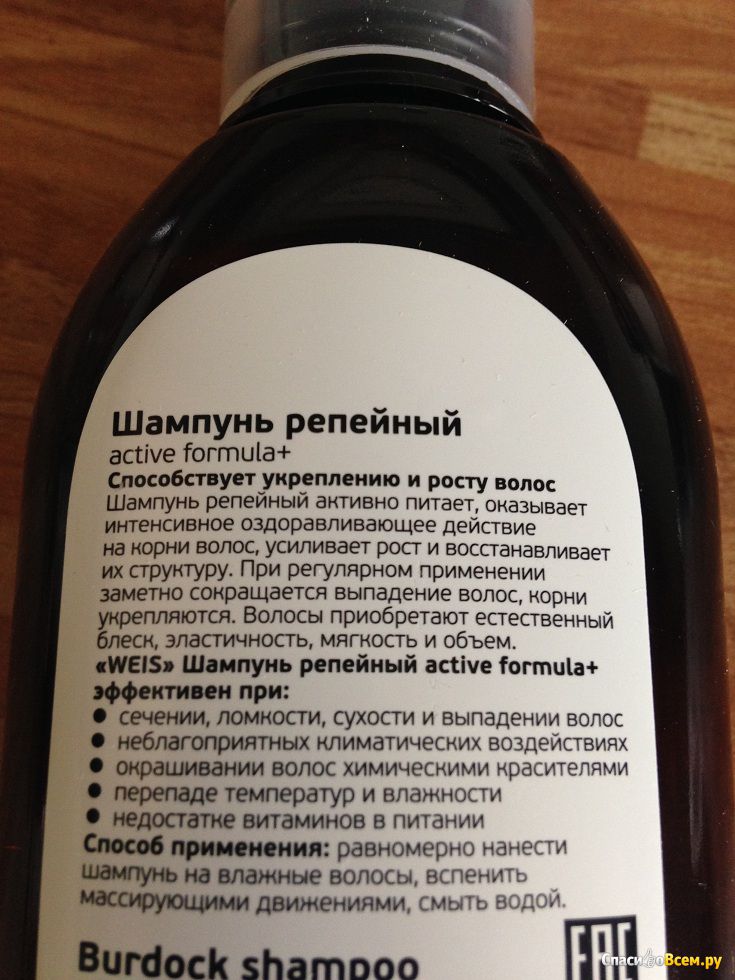 Шампунь репейный
active formula+
Способствует укреплению и росту волос
Шампунь репейный активно питает, оказывает
интенсивное оздоравливающее действие
на корни волос, усиливает рост и восстанавливает
их структуру. При регулярном применении
заметно сокращается выпадение волос, корни
укрепляются. Волосы приобретают естественный
блеск, эластичность, мягкость и объем.
«WEIS» Шампунь репейный active formula+
эффективен при:
• сечении, ломкости, сухости и выпадении волос
• неблагоприятных климатических воздействиях
• окрашивании волос химическими красителями
• перепаде температур и влажности
• недостатке витаминов в питании
Способ применения: равномерно нанести
шампунь на влажные волосы, вспенить
массирующими движениями, смыть водой.
EAC
Burdock shampoo
СпасибоВсем.ру